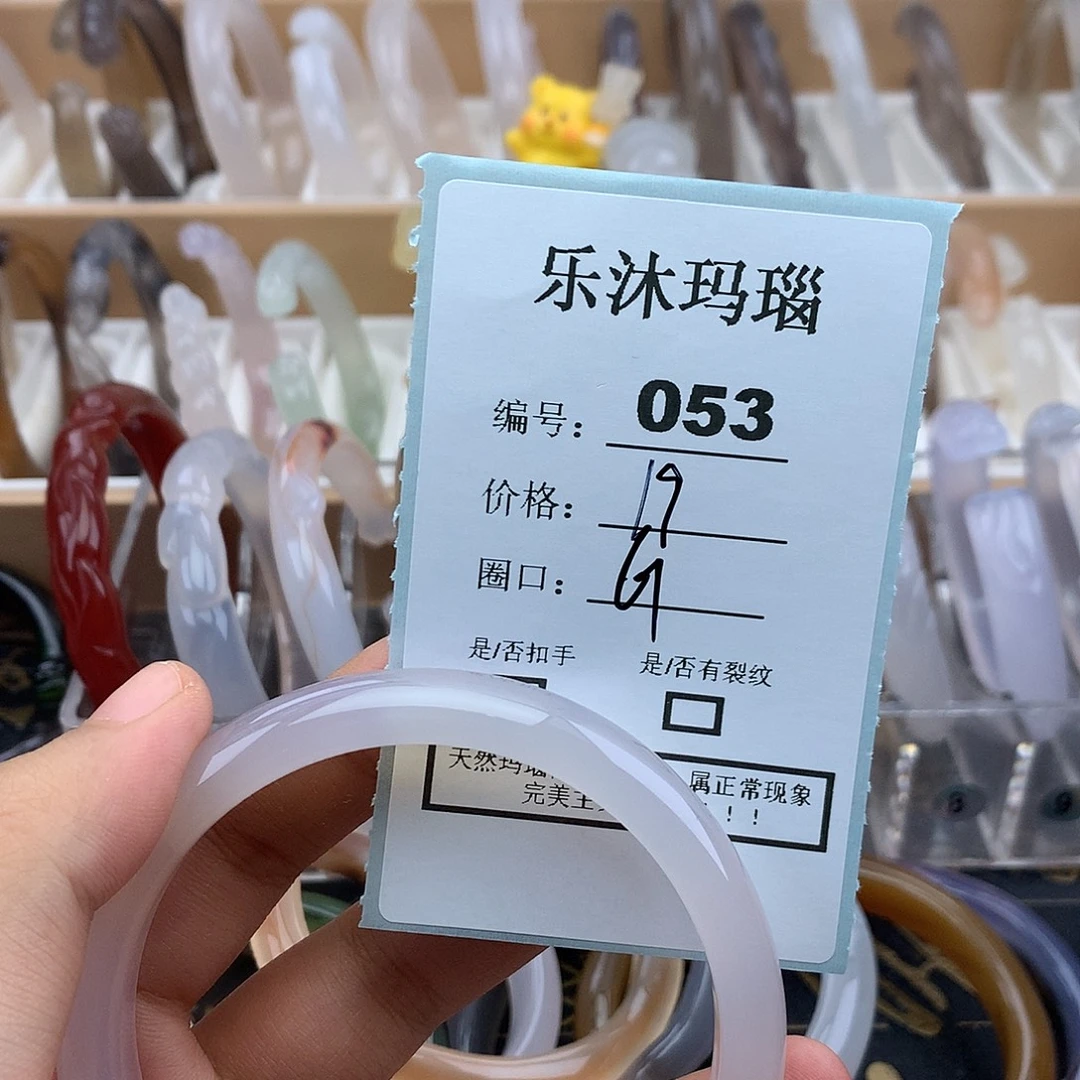 乐沐玛瑙
编号：053
价格：19
圈口：
是/否扣手 是/否有裂纹
天然玛瑙 属正常现象
完美主 ！！